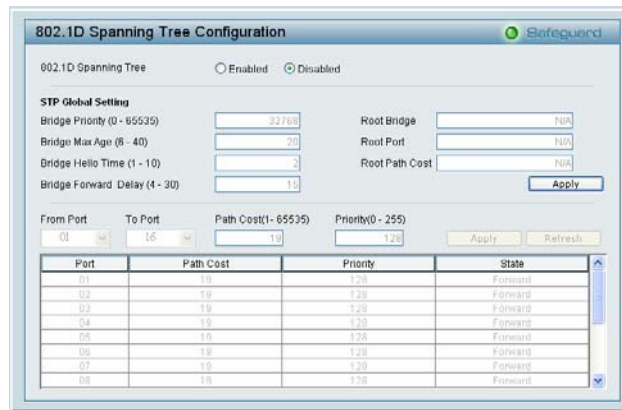 802.1D Spanning Tree Configuration Safeguard
802.1D Spanning Tree Enabled Disabled
STP Global Setting
Bridge Priority (0 - 65535) 32768 Root Bridge N/A
Bridge Max Age (6 - 40) 20 Root Port N/A
Bridge Hello Time (1 - 10) 2 Root Path Cost N/A
Bridge Forward Delay (4 - 30) 15 Apply
From Port To Port Path Cost(1- 65535) Priority(0 - 255)
01 16 19 128 Apply Refresh
Port Path Cost Priority State
01 19 128 Forward
02 19 128 Forward
03 19 128 Forward
04 19 128 Forward
05 19 128 Forward
06 19 128 Forward
07 19 128 Forward
08 19 128 Forward